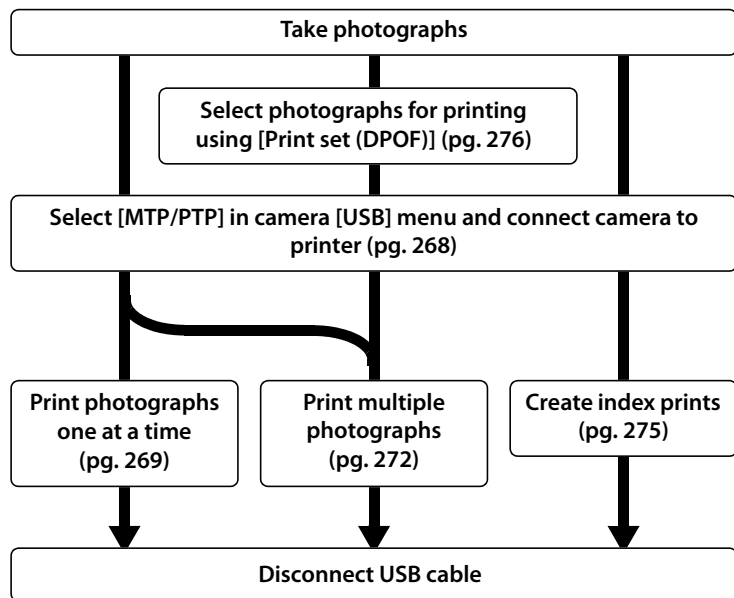 Take photographs
Select photographs for printing
using [Print set (DPOF)] (pg. 276)
Select [MTP/PTP] in camera [USB] menu and connect camera to
printer (pg. 268)
Print photographs
one at a time
(pg. 269)
Print multiple
photographs
(pg. 272)
Create index prints
(pg. 275)
Disconnect USB cable